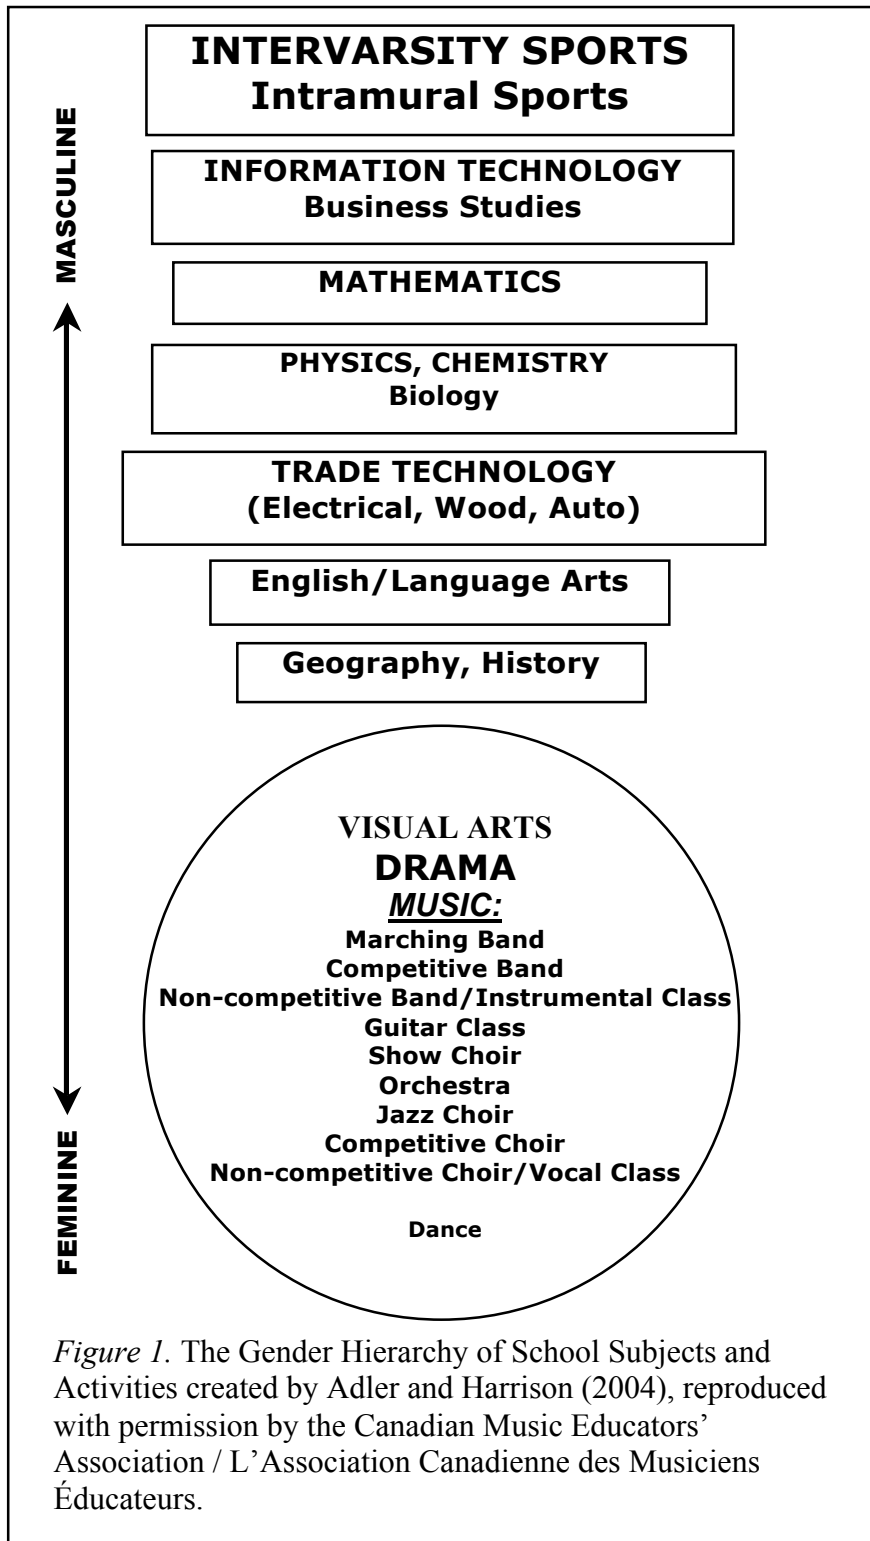 INTERVARSITY SPORTS
Intramural Sports
MASCULINE
INFORMATION TECHNOLOGY
Business Studies
MATHEMATICS
PHYSICS, CHEMISTRY
Biology
TRADE TECHNOLOGY
(Electrical, Wood, Auto)
English/Language Arts
Geography, History
VISUAL ARTS
DRAMA
MUSIC:
Marching Band
Competitive Band
Non-competitive Band/Instrumental Class
Guitar Class
Show Choir
Orchestra
Jazz Choir
Competitive Choir
Non-competitive Choir/Vocal Class
Dance
FEMININE
Figure 1. The Gender Hierarchy of School Subjects and
Activities created by Adler and Harrison (2004), reproduced
with permission by the Canadian Music Educators’
Association / L’Association Canadienne des Musiciens
Éducateurs.